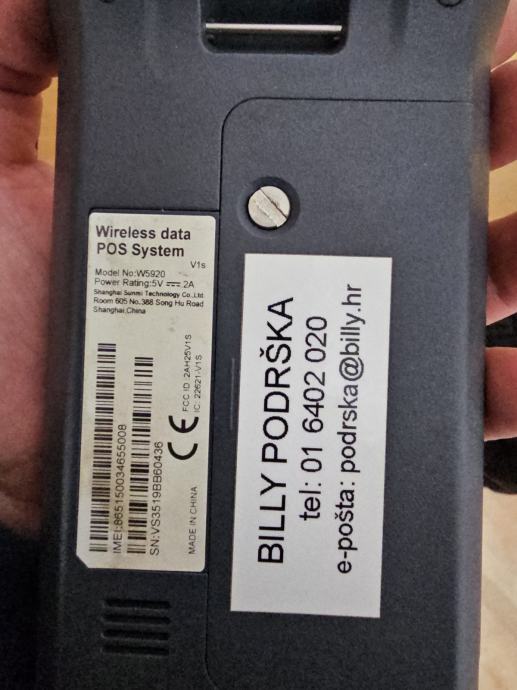 Wireless data
POS System
V1s
Model No:W5920
Power Rating:5V⎓2A
Shanghai Sunmi Technology Co.,Ltd.
Room 605 No.388 Song Hu Road
Shanghai,China
FCC ID :2AH25V1S
IC: 22621-V1S
CE
IMEI:865150034655008
SN:VS3519BB60436
MADE IN CHINA
BILLY PODRŠKA
tel: 01 6402 020
e-pošta: podrska@billy.hr